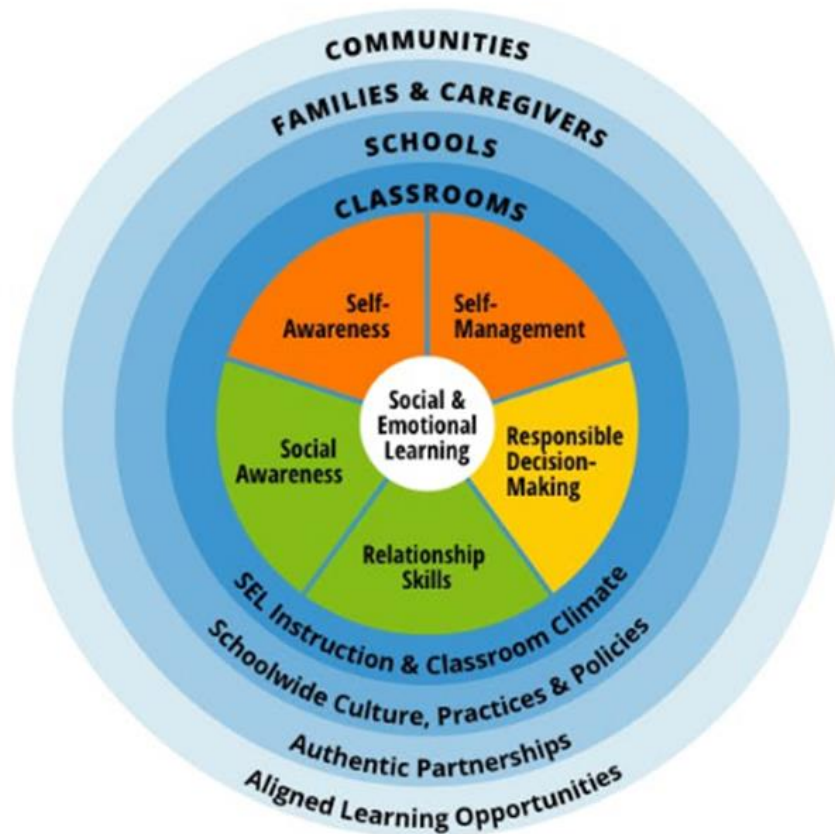 COMMUNITIES
FAMILIES & CAREGIVERS
SCHOOLS
CLASSROOMS
Self-
Awareness
Self-
Management
Social &
Emotional
Learning
Social
Awareness
Responsible
Decision-
Making
Relationship
Skills
SEL Instruction & Classroom Climate
Schoolwide Culture, Practices & Policies
Authentic Partnerships
Aligned Learning Opportunities